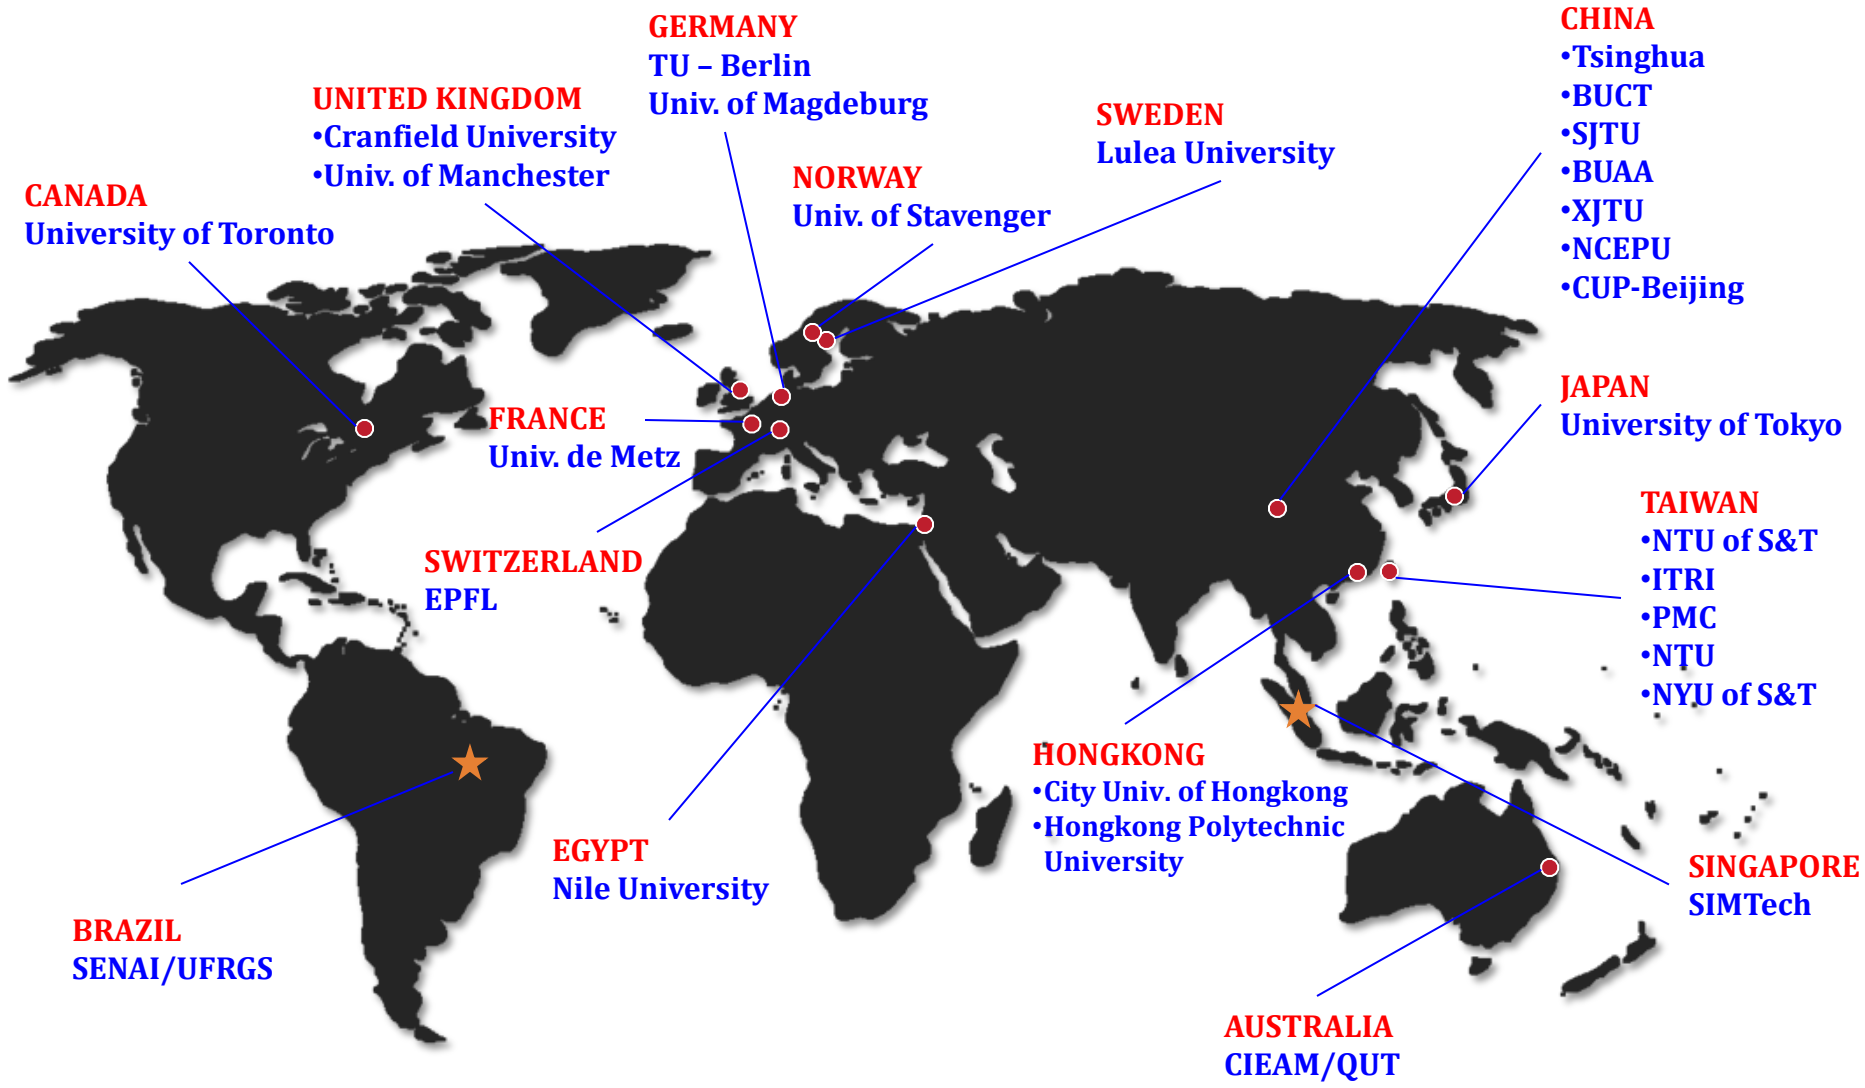 GERMANY
TU – Berlin
Univ. of Magdeburg
CHINA
•Tsinghua
•BUCT
•SJTU
•BUAA
•XJTU
•NCEPU
•CUP-Beijing
UNITED KINGDOM
•Cranfield University
•Univ. of Manchester
SWEDEN
Lulea University
NORWAY
Univ. of Stavenger
CANADA
University of Toronto
FRANCE
Univ. de Metz
JAPAN
University of Tokyo
TAIWAN
•NTU of S&T
•ITRI
•PMC
•NTU
•NYU of S&T
SWITZERLAND
EPFL
HONGKONG
•City Univ. of Hongkong
•Hongkong Polytechnic
University
EGYPT
Nile University
SINGAPORE
SIMTech
BRAZIL
SENAI/UFRGS
AUSTRALIA
CIEAM/QUT